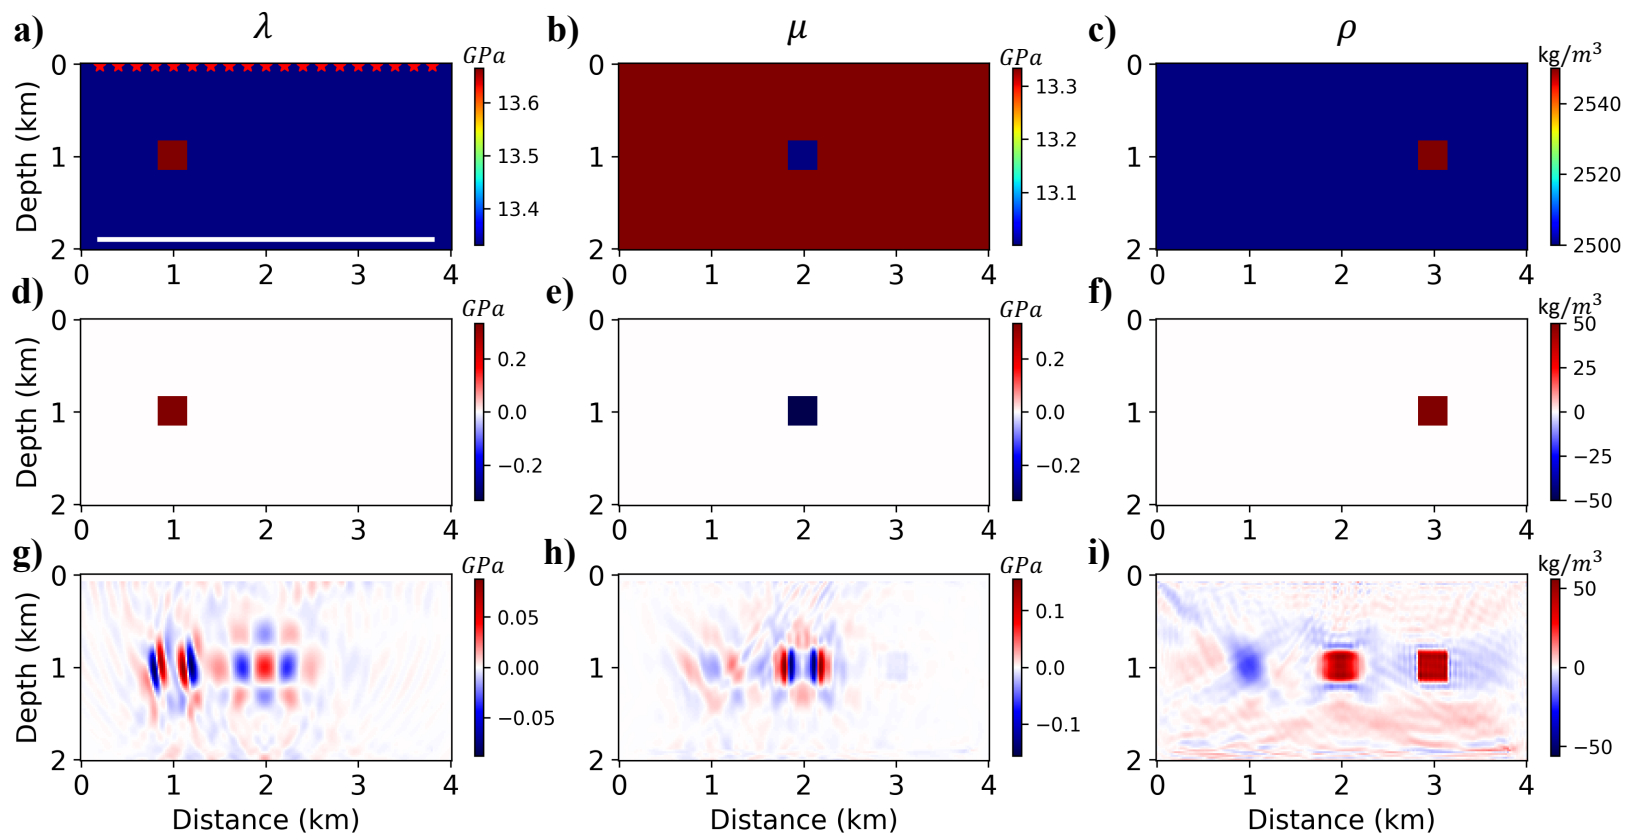 a) λ b) μ c) ρ
GPa GPa kg/m³
0 0 0
13.6 13.3 2540
13.5 13.2 2520
13.4 13.1 2500
Depth (km)
1 1 1
2 2 2
0 1 2 3 4 0 1 2 3 4 0 1 2 3 4
d) e) f)
GPa GPa kg/m³
0 0 0
0.2 0.2 50
0.0 0.0 25
−0.2 −0.2 0
−25
−50
Depth (km)
1 1 1
2 2 2
0 1 2 3 4 0 1 2 3 4 0 1 2 3 4
g) h) i)
GPa GPa kg/m³
0 0 0
0.05 0.1 50
0.00 0.0 0
−0.05 −0.1 −50
Depth (km)
1 1 1
2 2 2
0 1 2 3 4 0 1 2 3 4 0 1 2 3 4
Distance (km) Distance (km) Distance (km)